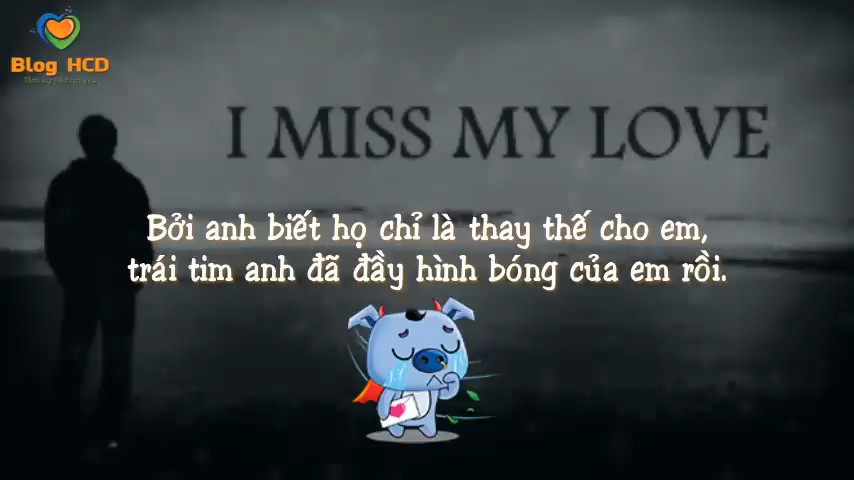 Blog HCD
I MISS MY LOVE
Bởi anh biết họ chỉ là thay thế cho em,
trái tim anh đã đầy hình bóng của em rồi.